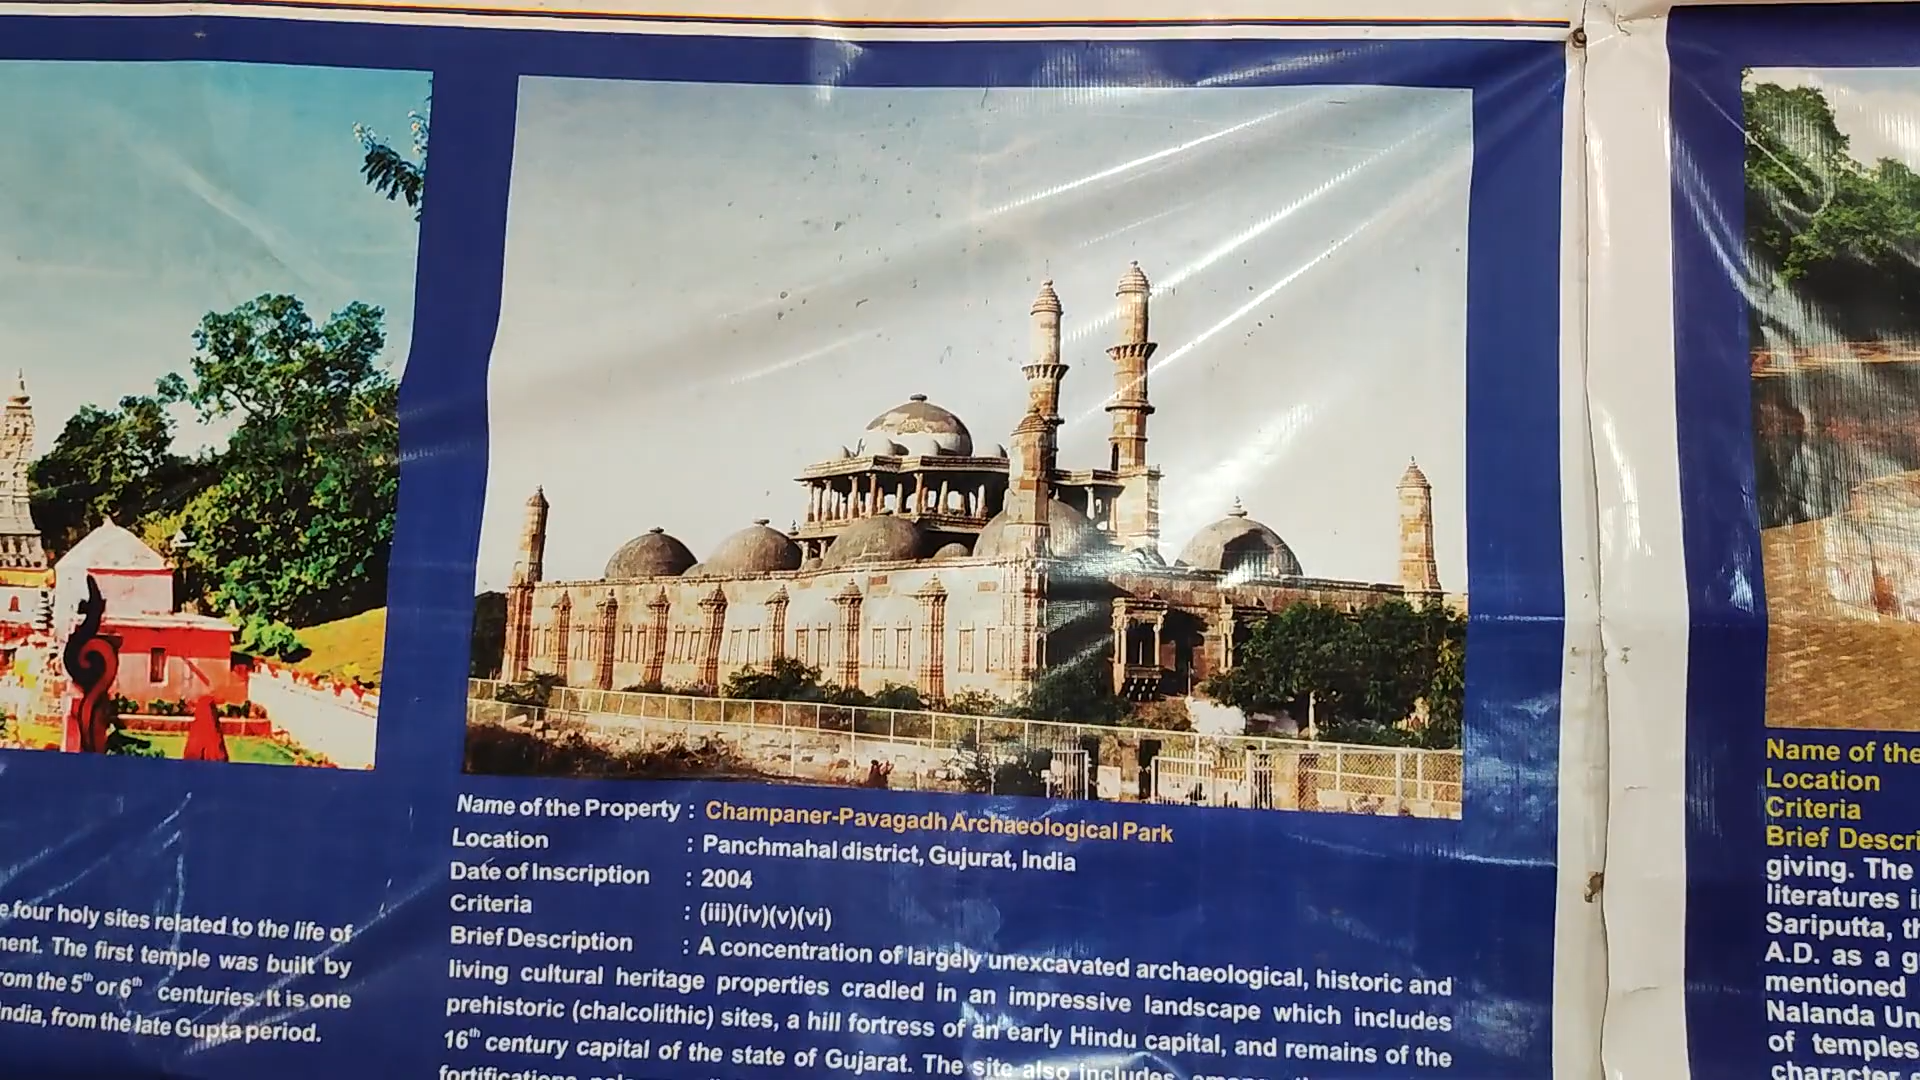 e four holy sites related to the life of
ment. The first temple was built by
rom the 5th or 6th centuries. It is one
India, from the late Gupta period.
Name of the Property : Champaner-Pavagadh Archaeological Park
Location : Panchmahal district, Gujurat, India
Date of Inscription : 2004
Criteria : (iii)(iv)(v)(vi)
Brief Description : A concentration of largely unexcavated archaeological, historic and
living cultural heritage properties cradled in an impressive landscape which includes
prehistoric (chalcolithic) sites, a hill fortress of an early Hindu capital, and remains of the
16th century capital of the state of Gujarat. The site also includes,
fortifications,
Name of the
Location
Criteria
Brief Descri
giving. The
literatures i
Sariputta, th
A.D. as a g
mentioned
Nalanda Un
of temples
character